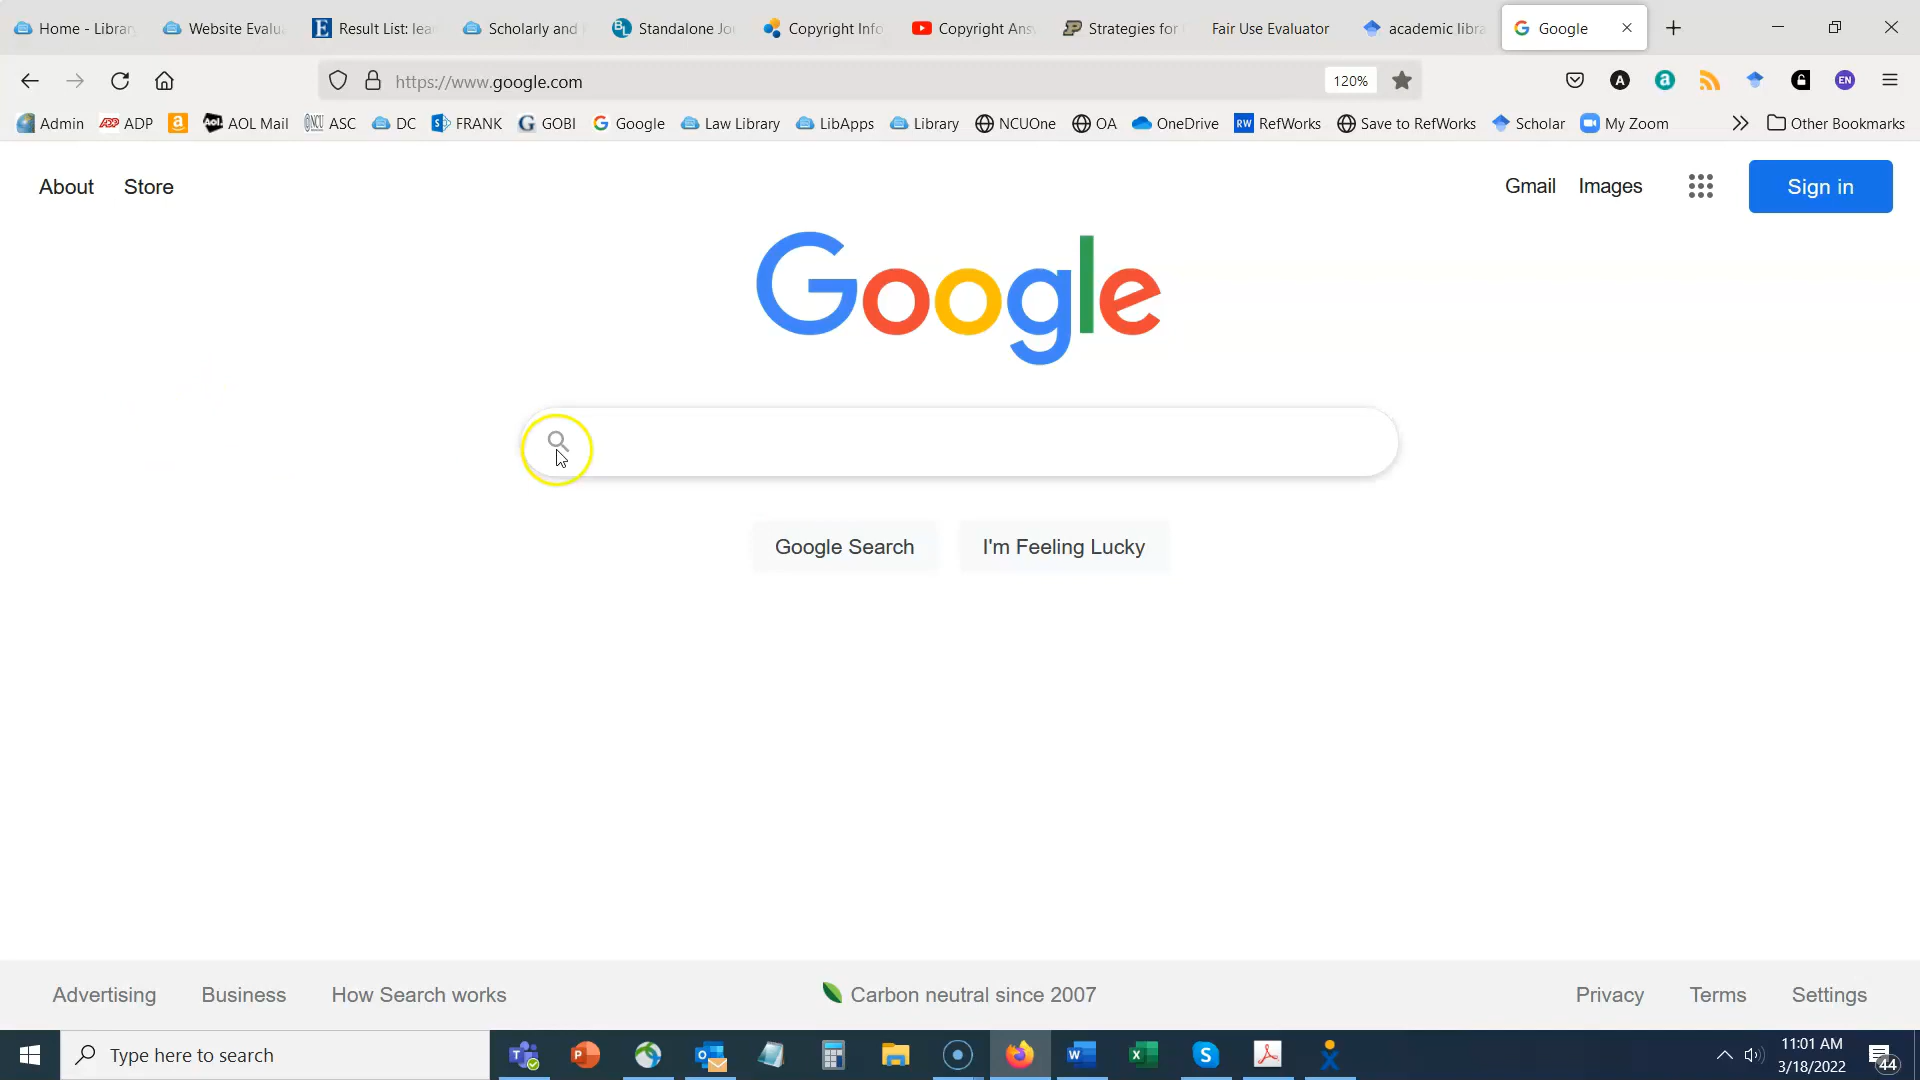 Home - Library
Website Evalu
Result List: lea
Scholarly and
Standalone Jo
Copyright Info
Copyright Ans
Strategies for
Fair Use Evaluator
academic libra
Google
https://www.google.com
120%
Admin
ADP
AOL Mail
ASC
DC
FRANK
GOBI
Google
Law Library
LibApps
Library
NCUOne
OA
OneDrive
RefWorks
Save to RefWorks
Scholar
My Zoom
Other Bookmarks
About
Store
Gmail
Images
Sign in
Google
Google Search
I'm Feeling Lucky
Advertising
Business
How Search works
Carbon neutral since 2007
Privacy
Terms
Settings
Type here to search
11:01 AM
3/18/2022
44